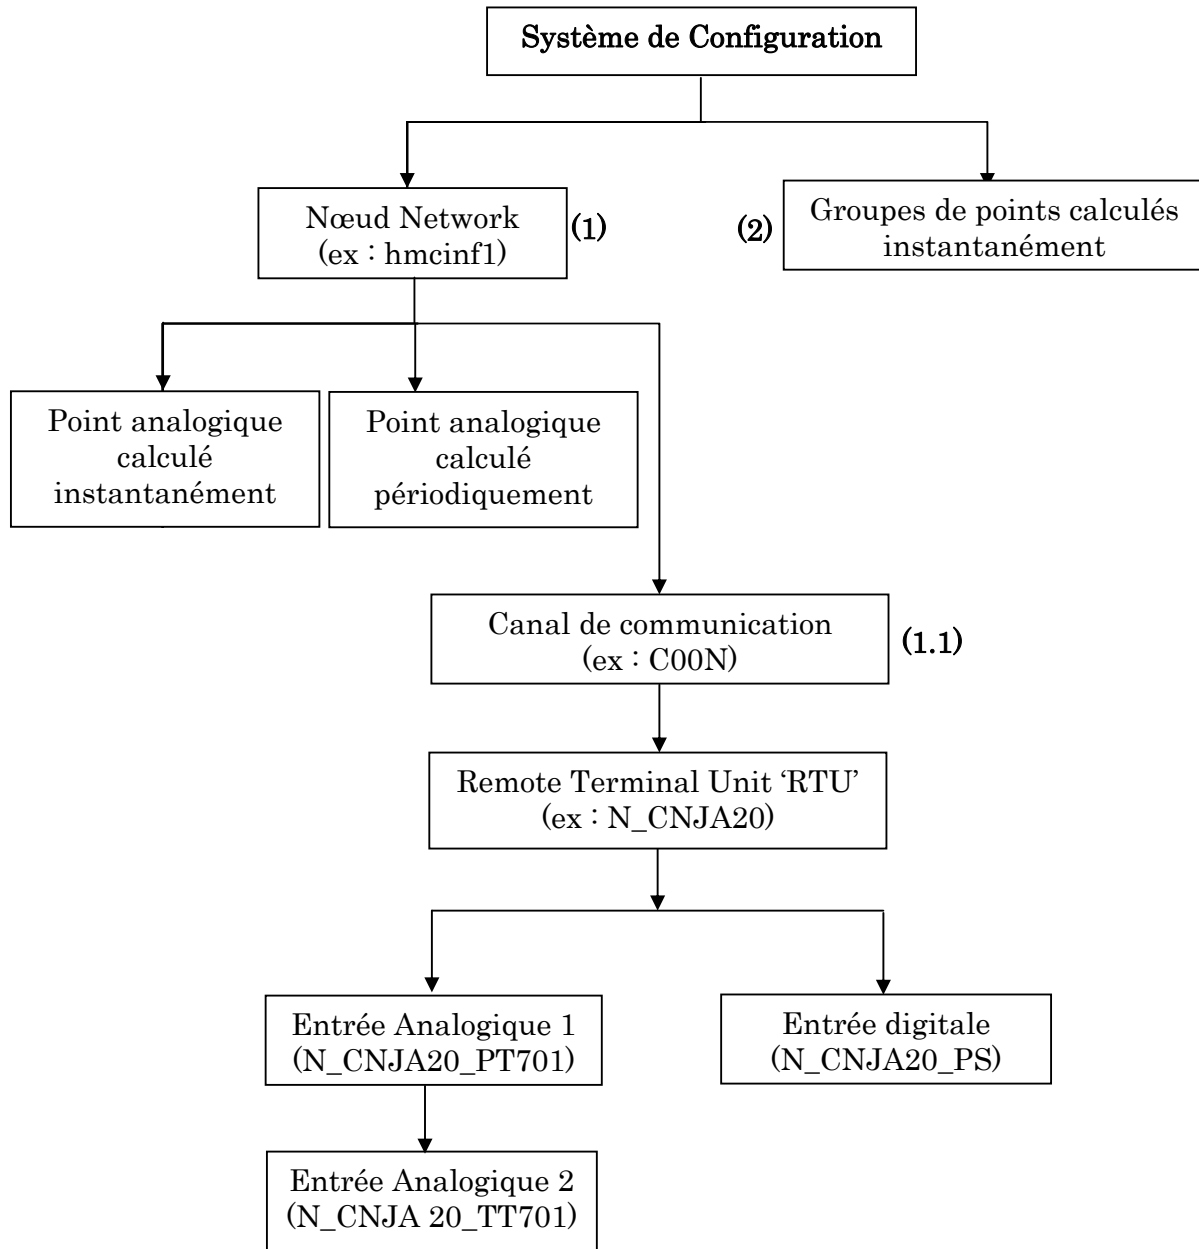 Système de Configuration
Nœud Network
(ex : hmcinf1)
(1)
(2)
Groupes de points calculés
instantanément
Point analogique
calculé
instantanément
Point analogique
calculé
périodiquement
Canal de communication
(ex : C00N)
(1.1)
Remote Terminal Unit ‘RTU’
(ex : N_CNJA20)
Entrée Analogique 1
(N_CNJA20_PT701)
Entrée digitale
(N_CNJA20_PS)
Entrée Analogique 2
(N_CNJA 20_TT701)